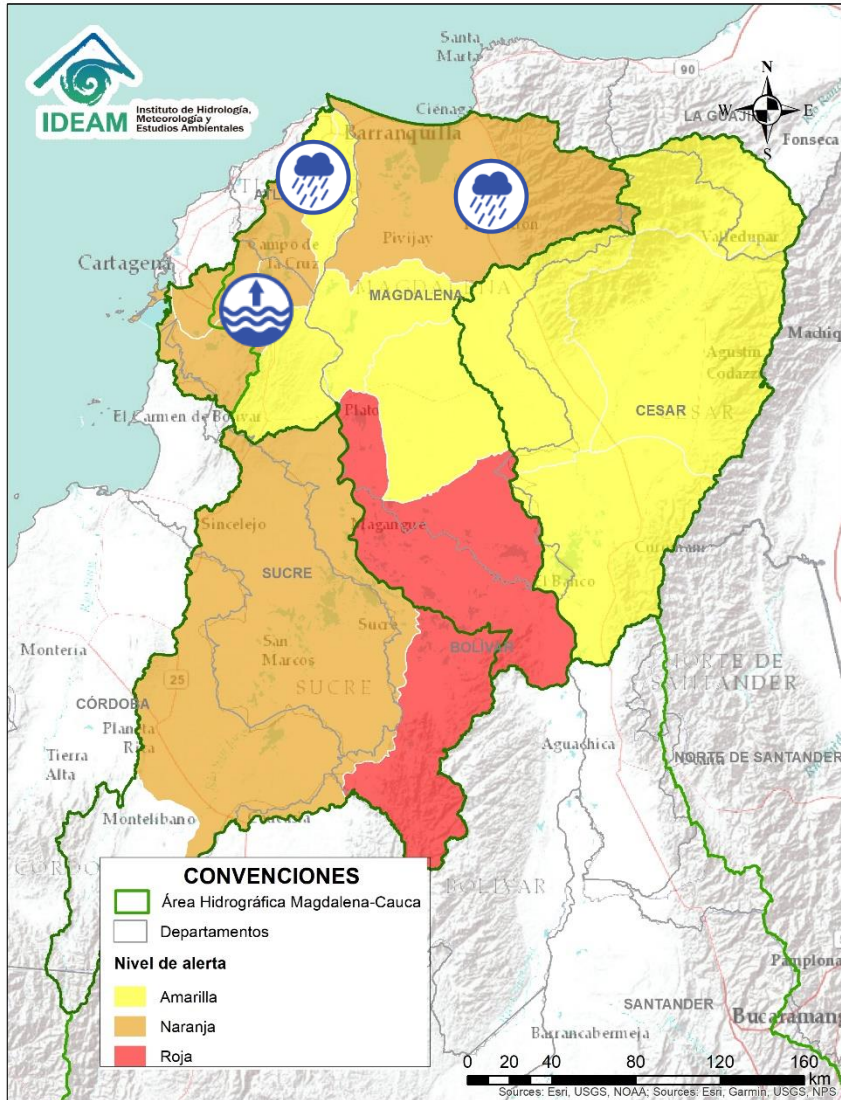 IDEAM
Instituto de Hidrología,
Meteorología y
Estudios Ambientales
Santa
Marta
90
N
W
E
S
LA GUAJIRA
Ciénaga
Barranquilla
Fonseca
Pivijay
Valledupar
Campo de
la Cruz
Cartagena
MAGDALENA
Agustín
Codazzi
CESAR
El Carmen de Bolívar
Plato
Sincelejo
Magangué
El Banco
SUCRE
Sucre
BOLÍVAR
San
Marcos
SUCRE
Montería
25
CÓRDOBA
Planeta
Rica
Tierra
Alta
NORTE DE
SANTANDER
Aguachica
NORTE DE SANTANDER
Montelíbano
BOLÍVAR
CONVENCIONES
Área Hidrográfica Magdalena-Cauca
Departamentos
Nivel de alerta
Amarilla
Naranja
Roja
Pamplona
SANTANDER
Bucaramang
Barrancabermeja
0 20 40 80 120 160
km
Sources: Esri, USGS, NOAA; Sources: Esri, Garmin, USGS, NPS